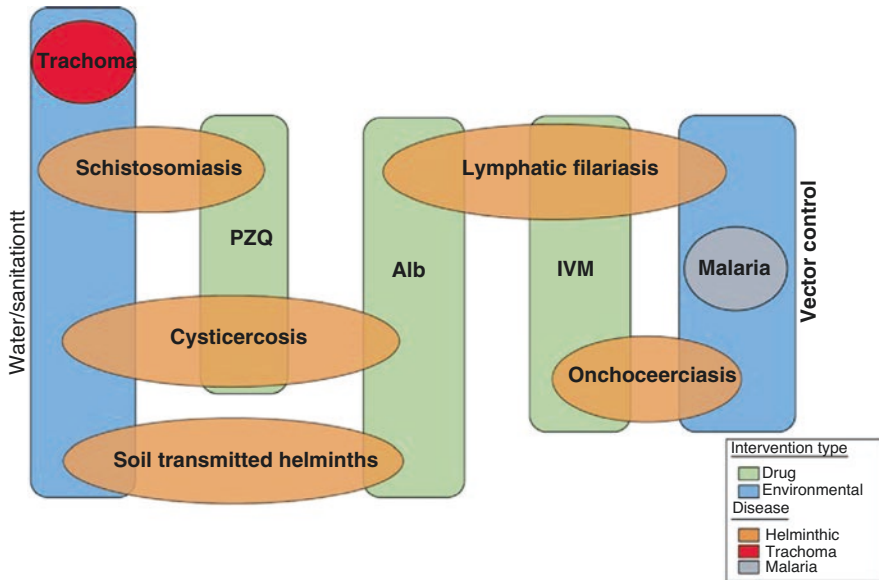 Trachoma
Schistosomiasis
Lymphatic filariasis
PZQ
Alb
IVM
Malaria
Water/sanitationtt
Vector control
Cysticercosis
Onchoceerciasis
Soil transmitted helminths
Intervention type
Drug
Environmental
Disease
Helminthic
Trachoma
Malaria